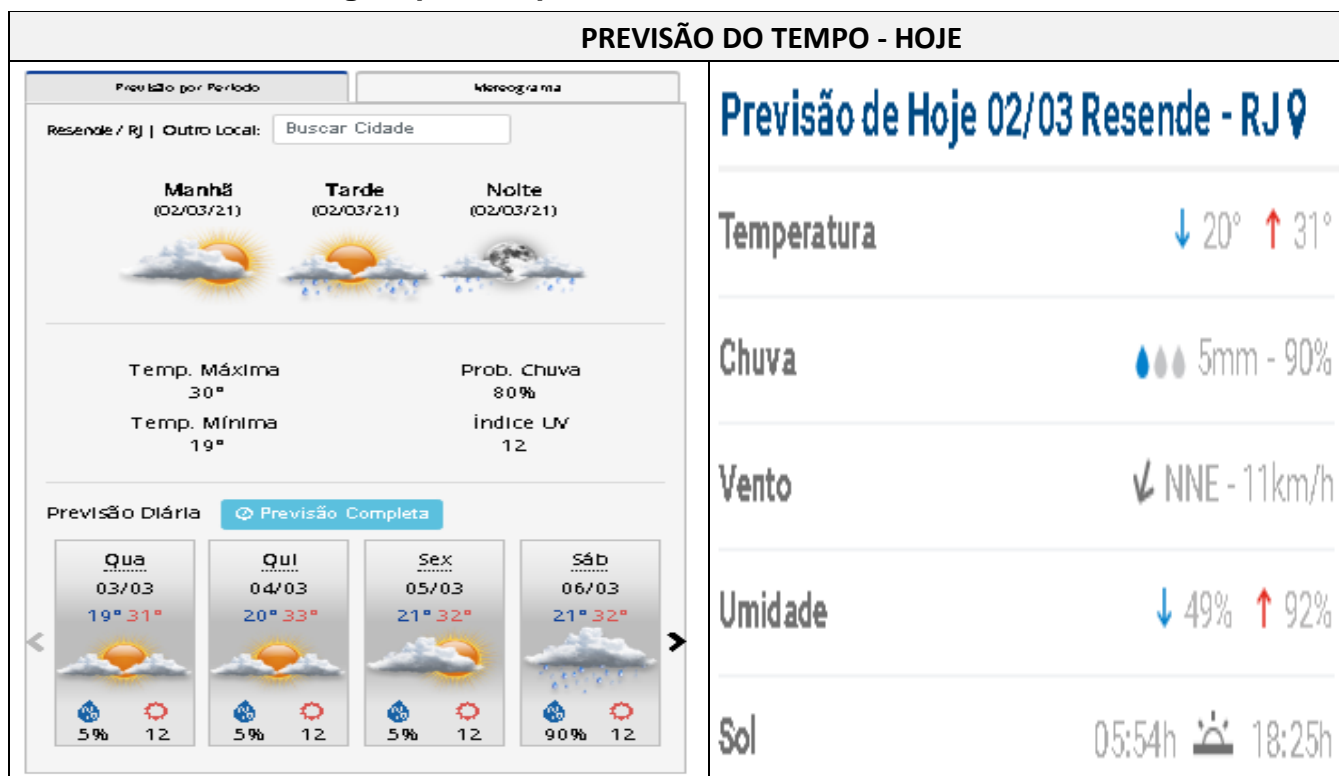 PREVISÃO DO TEMPO - HOJE
Previsão por Período Meteograma
Resende / RJ | Outro Local: Buscar Cidade
Manhã Tarde Noite
(02/03/21) (02/03/21) (02/03/21)
Temp. Máxima Prob. Chuva
30° 80%
Temp. Mínima Índice UV
19° 12
Previsão Diária Previsão Completa
Qua Qui Sex Sáb
03/03 04/03 05/03 06/03
19° 31° 20° 33° 21° 32° 21° 32°
5% 12 5% 12 5% 12 90% 12
Previsão de Hoje 02/03 Resende - RJ
Temperatura ↓ 20° ↑ 31°
Chuva 5mm - 90%
Vento NNE - 11km/h
Umidade ↓ 49% ↑ 92%
Sol 05:54h 18:25h